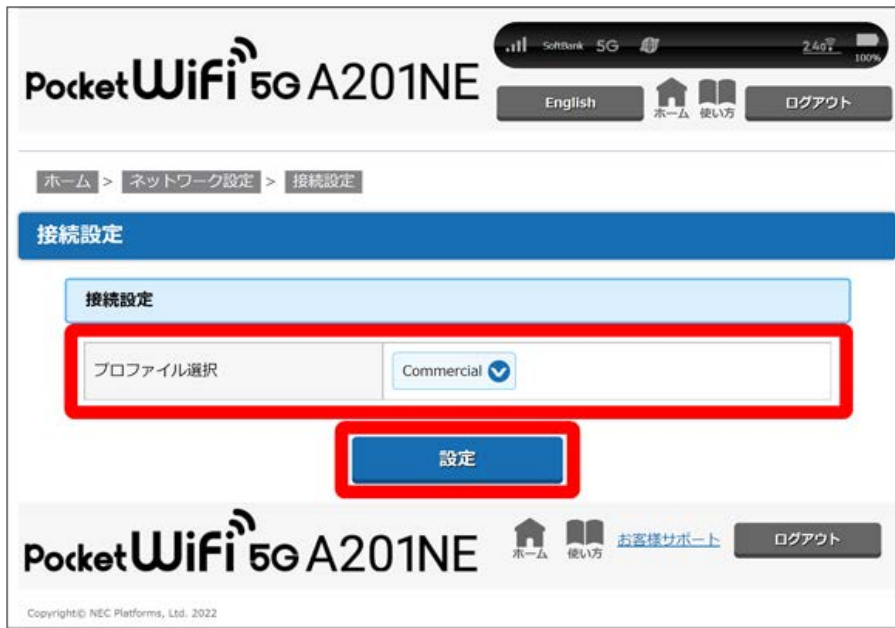 Pocket WiFi 5G A201NE
SoftBank 5G 2.4G
100%
English ホーム 使い方 ログアウト
ホーム > ネットワーク設定 > 接続設定
接続設定
接続設定
プロファイル選択 Commercial
設定
Pocket WiFi 5G A201NE
ホーム 使い方 お客様サポート ログアウト
Copyright© NEC Platforms, Ltd. 2022